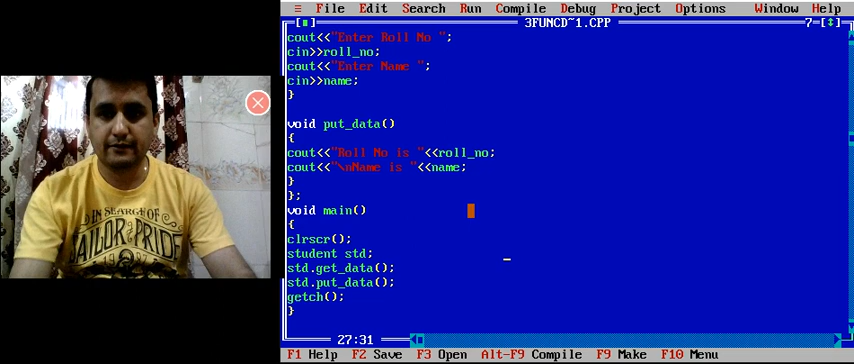 ≡ File Edit Search Run Compile Debug Project Options Window Help
3FUNCD~1.CPP 7=[↕]
cout<<"Enter Roll No ";
cin>>roll_no;
cout<<"Enter Name ";
cin>>name;
}
void put_data()
{
cout<<"Roll No is "<<roll_no;
cout<<"\nName is "<<name;
}
};
void main()
{
clrscr();
student std;
std.get_data();
std.put_data();
getch();
}
27:31
F1 Help F2 Save F3 Open Alt-F9 Compile F9 Make F10 Menu
IN SEARCH OF
SAILOR PRIDE